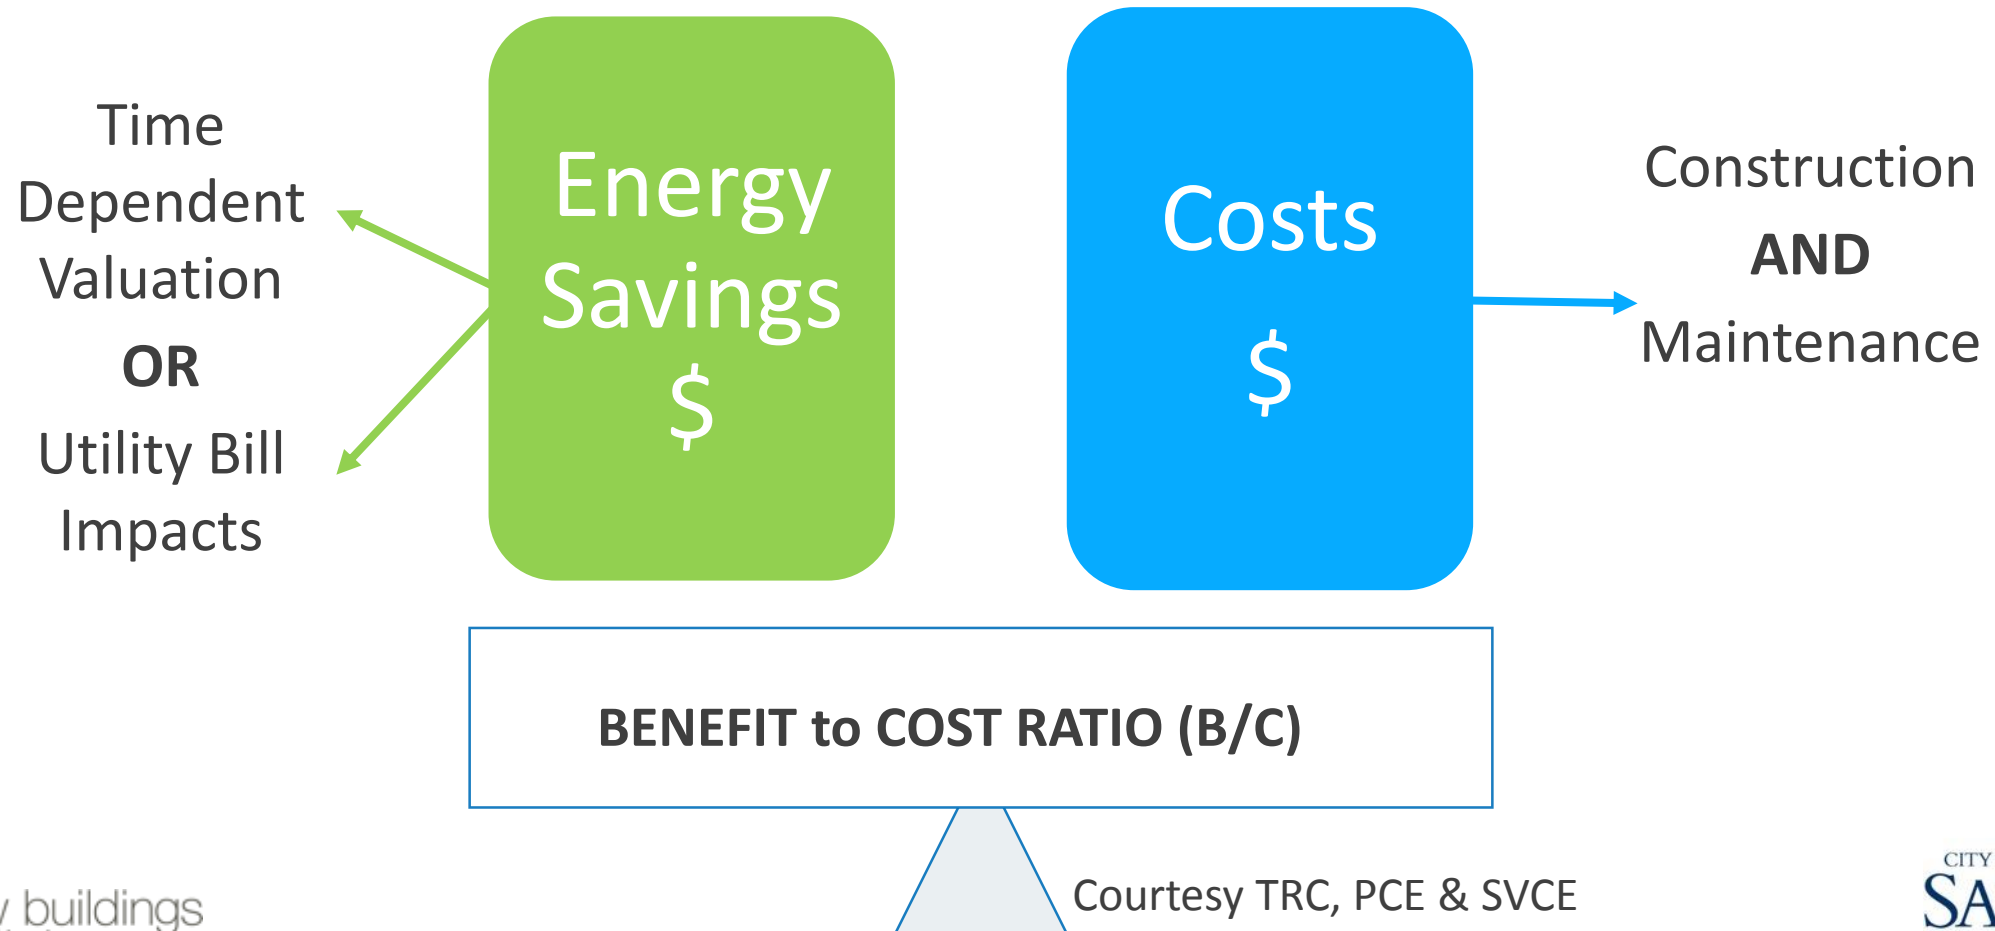 Time
Dependent
Valuation
OR
Utility Bill
Impacts
Energy
Savings
$
Costs
$
Construction
AND
Maintenance
BENEFIT to COST RATIO (B/C)
Courtesy TRC, PCE & SVCE
buildings
CITY